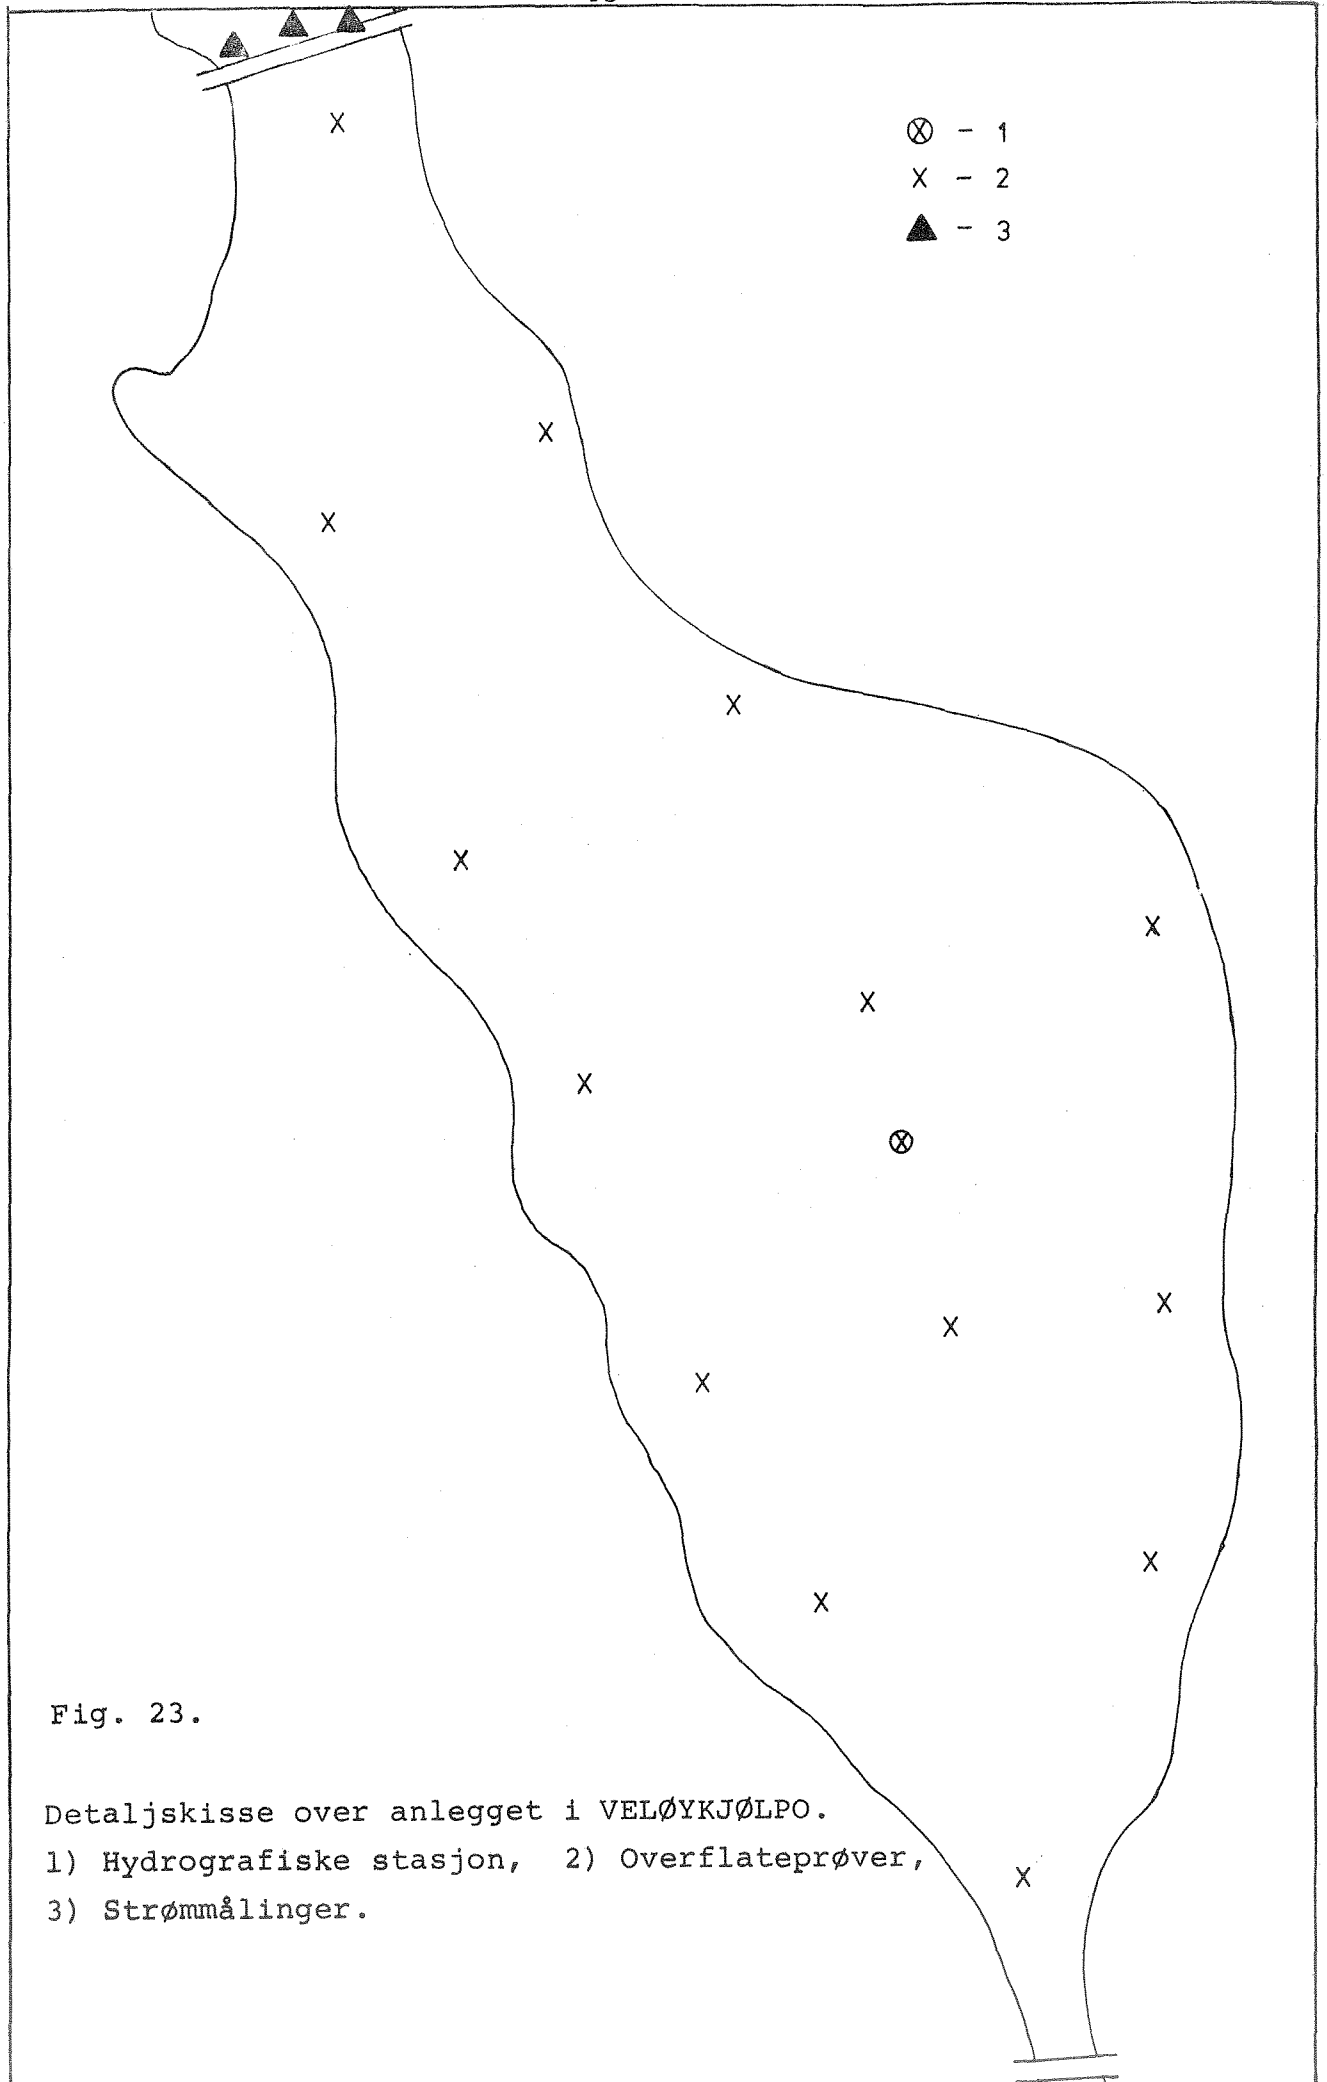 ⊗ - 1
X - 2
▲ - 3
Fig. 23.
Detaljskisse over anlegget i VELØYKJØLPO.
1) Hydrografiske stasjon, 2) Overflateprøver,
3) Strømmålinger.